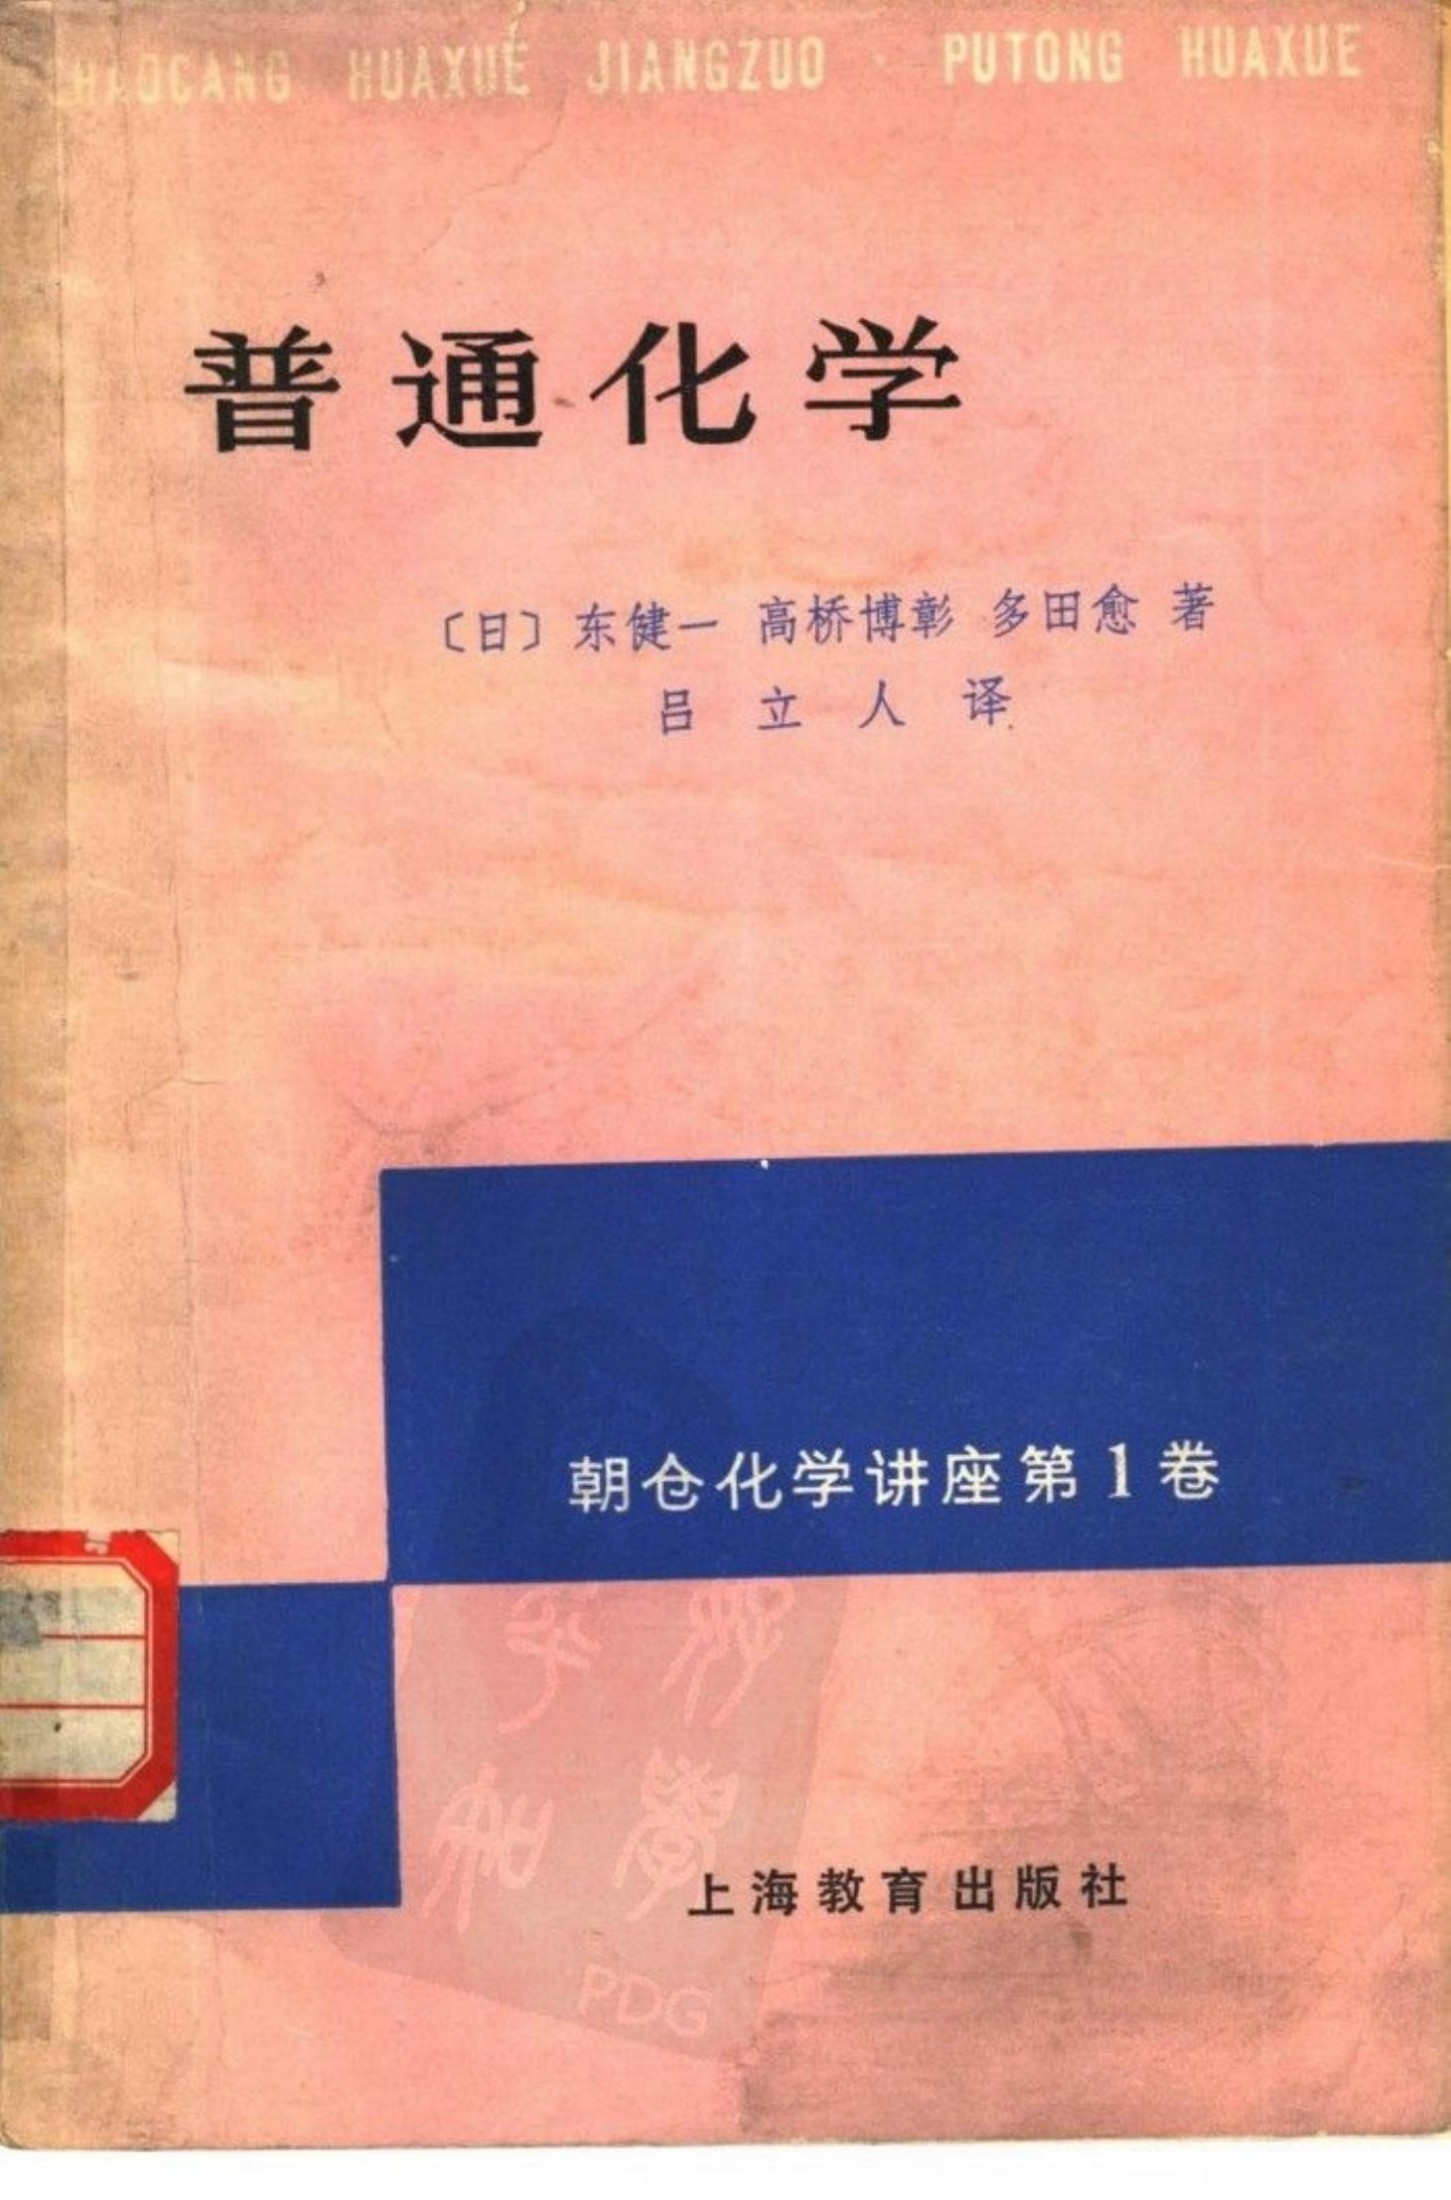 HAOCANG HUAXUE JIANGZUO · PUTONG HUAXUE
普通化学
〔日〕东健一 高桥博彰 多田愈 著
吕立人 译
朝仓化学讲座第1卷
上海教育出版社
PDG